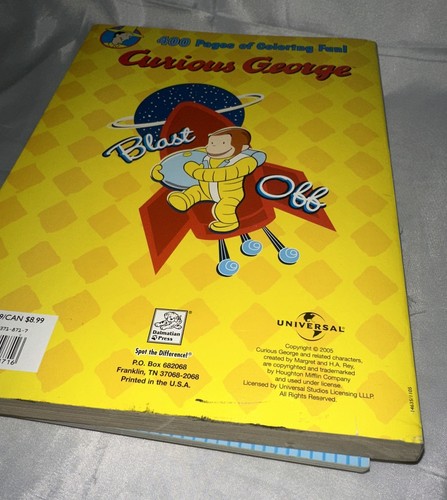 400 Pages of Coloring Fun!
Curious George
Blast
Off
9/CAN $8.99
Dalmatian
Press
Spot the Difference!
P.O. Box 682068
Franklin, TN 37068-2068
Printed in the U.S.A.
UNIVERSAL
Copyright © 2005
Curious George and related characters,
created by Margret and H.A. Rey,
are copyrighted and trademarked
by Houghton Mifflin Company
and used under license.
Licensed by Universal Studios Licensing LLLP.
All Rights Reserved.